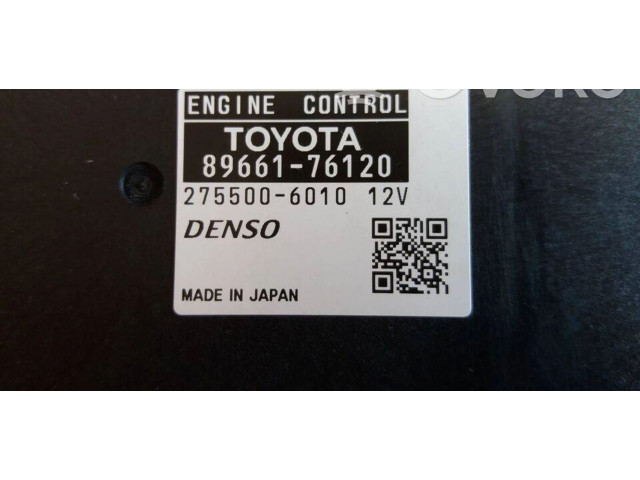 ENGINE CONTROL
TOYOTA
89661-76120
275500-6010 12V
DENSO
MADE IN JAPAN